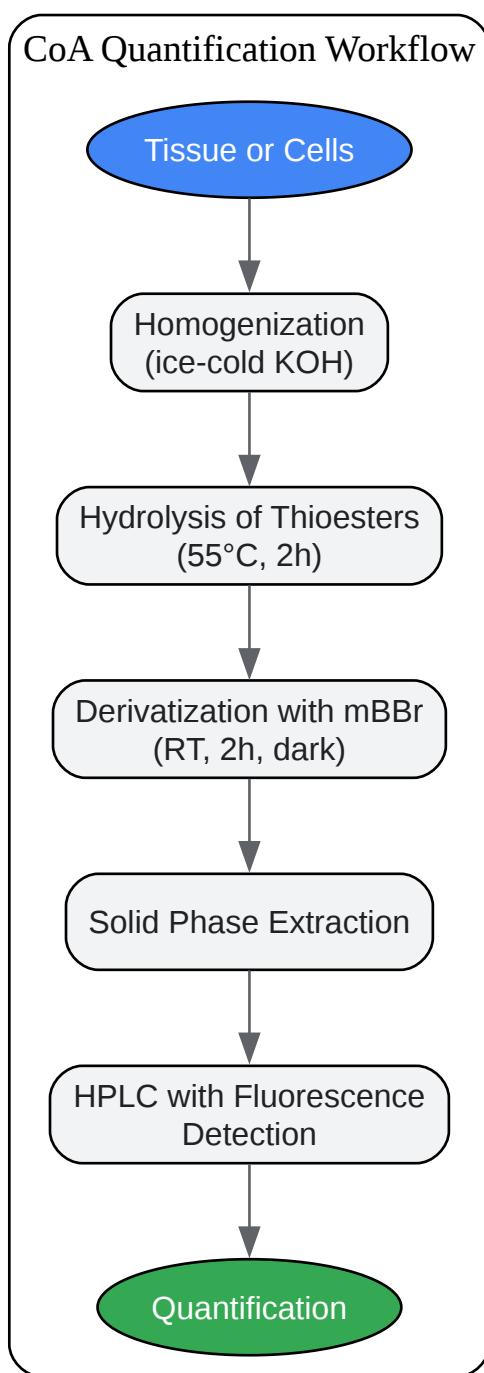 CoA Quantification Workflow
Tissue or Cells
Homogenization
(ice-cold KOH)
Hydrolysis of Thioesters
(55°C, 2h)
Derivatization with mBBr
(RT, 2h, dark)
Solid Phase Extraction
HPLC with Fluorescence
Detection
Quantification